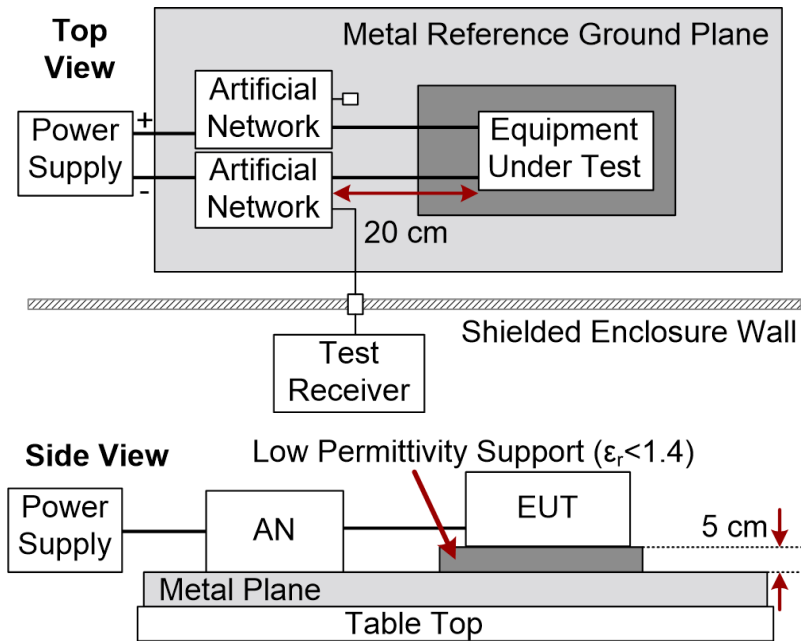 Top
View
Metal Reference Ground Plane
Power
Supply
+
-
Artificial
Network
Artificial
Network
Equipment
Under Test
20 cm
Shielded Enclosure Wall
Test
Receiver
Side View
Low Permittivity Support (εr<1.4)
Power
Supply
AN
EUT
5 cm
Metal Plane
Table Top